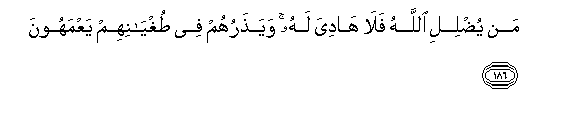 مَن يُضْلِلِ ٱللَّهُ فَلَا هَادِىَ لَهُۥ ۚ وَيَذَرُهُمْ فِى طُغْيَـٰنِهِمْ يَعْمَهُونَ
١٨٦